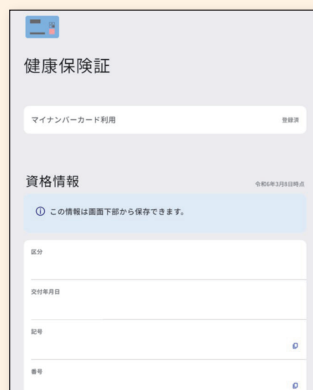 健康保険証
マイナンバーカード利用 登録済
資格情報 令和6年3月8日時点
この情報は画面下部から保存できます。
区分
交付年月日
記号
番号